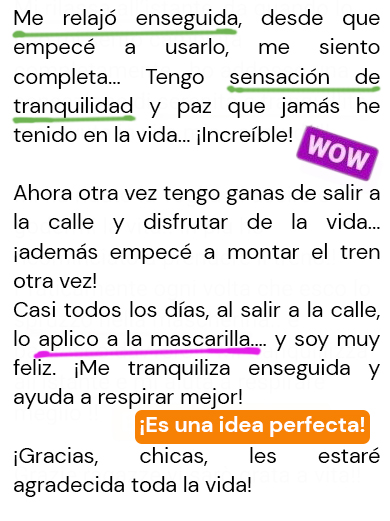 Me relajó enseguida, desde que
empecé a usarlo, me siento
completa... Tengo sensación de
tranquilidad y paz que jamás he
tenido en la vida... ¡Increíble!
WOW
Ahora otra vez tengo ganas de salir a
la calle y disfrutar de la vida...
¡además empecé a montar el tren
otra vez!
Casi todos los días, al salir a la calle,
lo aplico a la mascarilla.... y soy muy
feliz. ¡Me tranquiliza enseguida y
ayuda a respirar mejor!
¡Es una idea perfecta!
¡Gracias, chicas, les estaré
agradecida toda la vida!